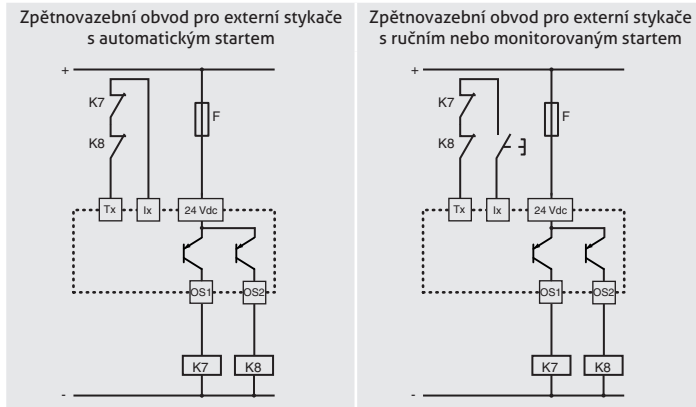 Zpětnovazební obvod pro externí stykače
s automatickým startem
+
K7
K8
F
Tx
Ix
24 Vdc
OS1
OS2
K7
K8
-
Zpětnovazební obvod pro externí stykače
s ručním nebo monitorovaným startem
+
K7
K8
F
Tx
Ix
24 Vdc
OS1
OS2
K7
K8
-